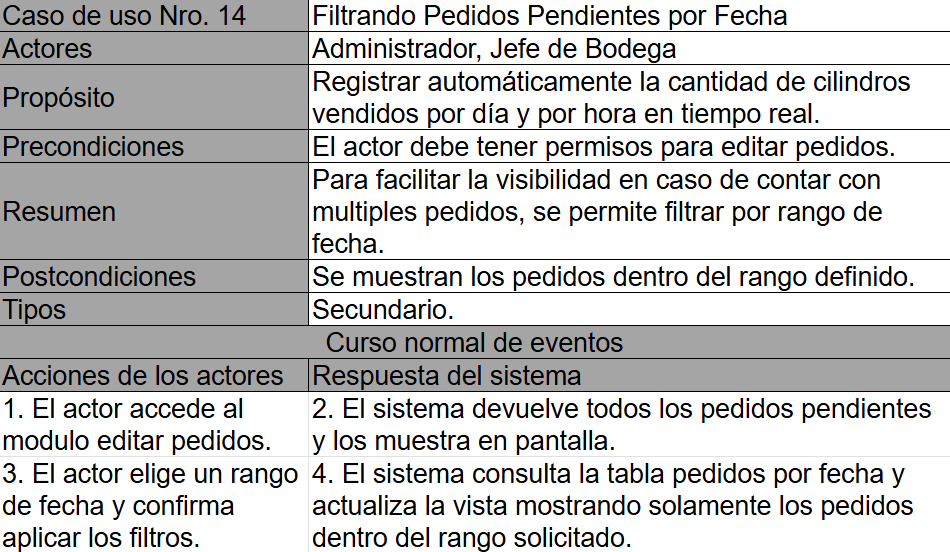 Caso de uso Nro. 14
Filtrando Pedidos Pendientes por Fecha
Actores
Administrador, Jefe de Bodega
Propósito
Registrar automáticamente la cantidad de cilindros
vendidos por día y por hora en tiempo real.
Precondiciones
El actor debe tener permisos para editar pedidos.
Resumen
Para facilitar la visibilidad en caso de contar con
multiples pedidos, se permite filtrar por rango de
fecha.
Postcondiciones
Se muestran los pedidos dentro del rango definido.
Tipos
Secundario.
Curso normal de eventos
Acciones de los actores
Respuesta del sistema
1. El actor accede al
modulo editar pedidos.
2. El sistema devuelve todos los pedidos pendientes
y los muestra en pantalla.
3. El actor elige un rango
de fecha y confirma
aplicar los filtros.
4. El sistema consulta la tabla pedidos por fecha y
actualiza la vista mostrando solamente los pedidos
dentro del rango solicitado.